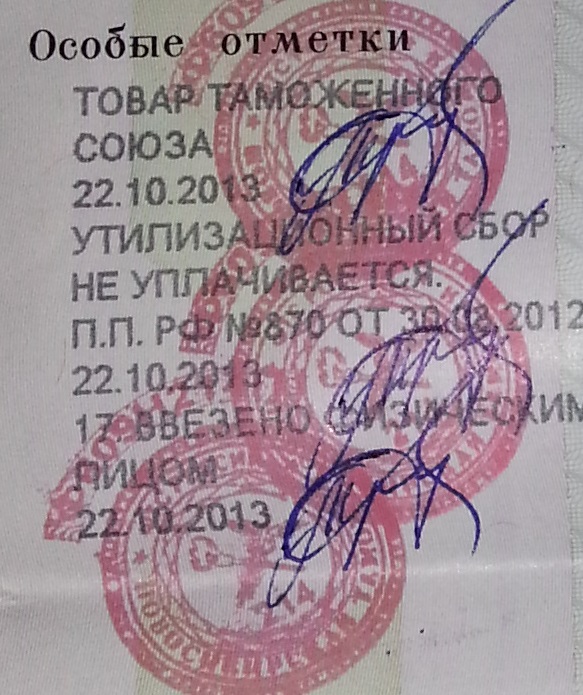 Особые отметки
ТОВАР ТАМОЖЕННОГО
СОЮЗА
22.10.2013
УТИЛИЗАЦИОННЫЙ СБОР
НЕ УПЛАЧИВАЕТСЯ.
П.П. РФ №870 ОТ 30.08.2012
22.10.2013
17. ВВЕЗЕНО ФИЗИЧЕСКИМ
ЛИЦОМ
22.10.2013